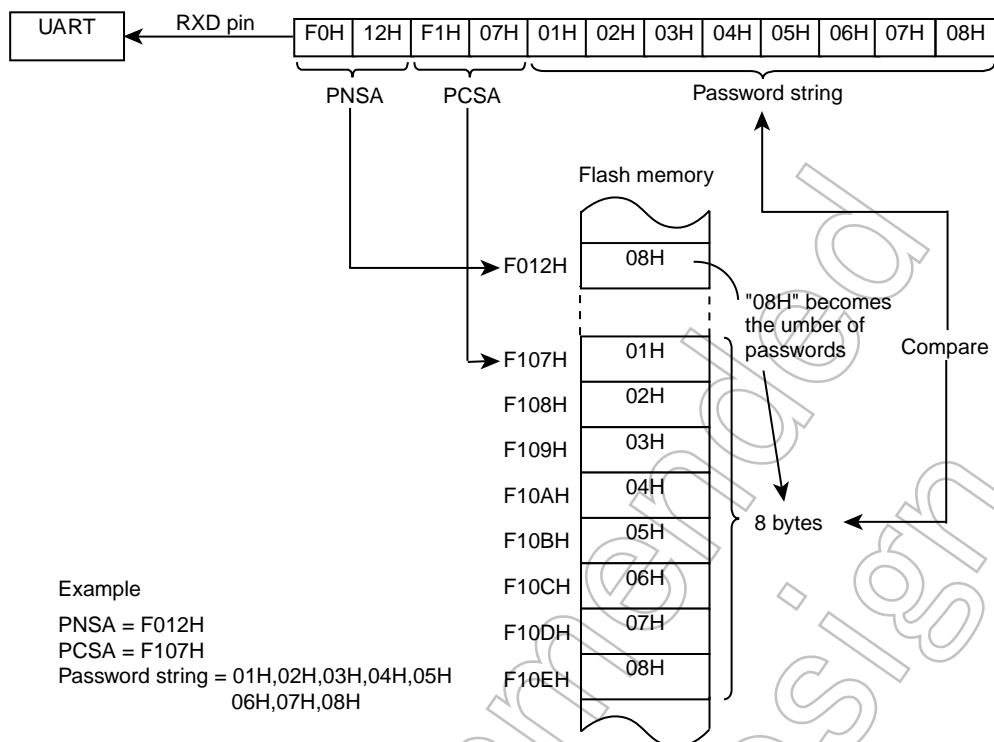 UART
RXD pin
F0H 12H F1H 07H 01H 02H 03H 04H 05H 06H 07H 08H
PNSA PCSA Password string
Flash memory
F012H 08H
"08H" becomes
the umber of
passwords
Compare
F107H 01H
F108H 02H
F109H 03H
F10AH 04H
F10BH 05H
8 bytes
F10CH 06H
F10DH 07H
F10EH 08H
Example
PNSA = F012H
PCSA = F107H
Password string = 01H,02H,03H,04H,05H
06H,07H,08H